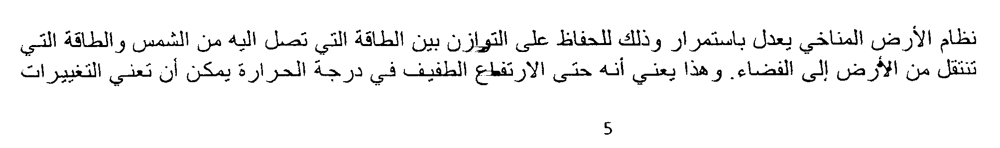 نظام الأرض المناخي يعدل باستمرار وذلك للحفاظ على التوازن بين الطاقة التي تصل اليه من الشمس والطاقة التي
تنتقل من الأرض إلى الفضاء. وهذا يعني أنه حتى الارتفاع الطفيف في درجة الحرارة يمكن أن تعني التغييرات
5